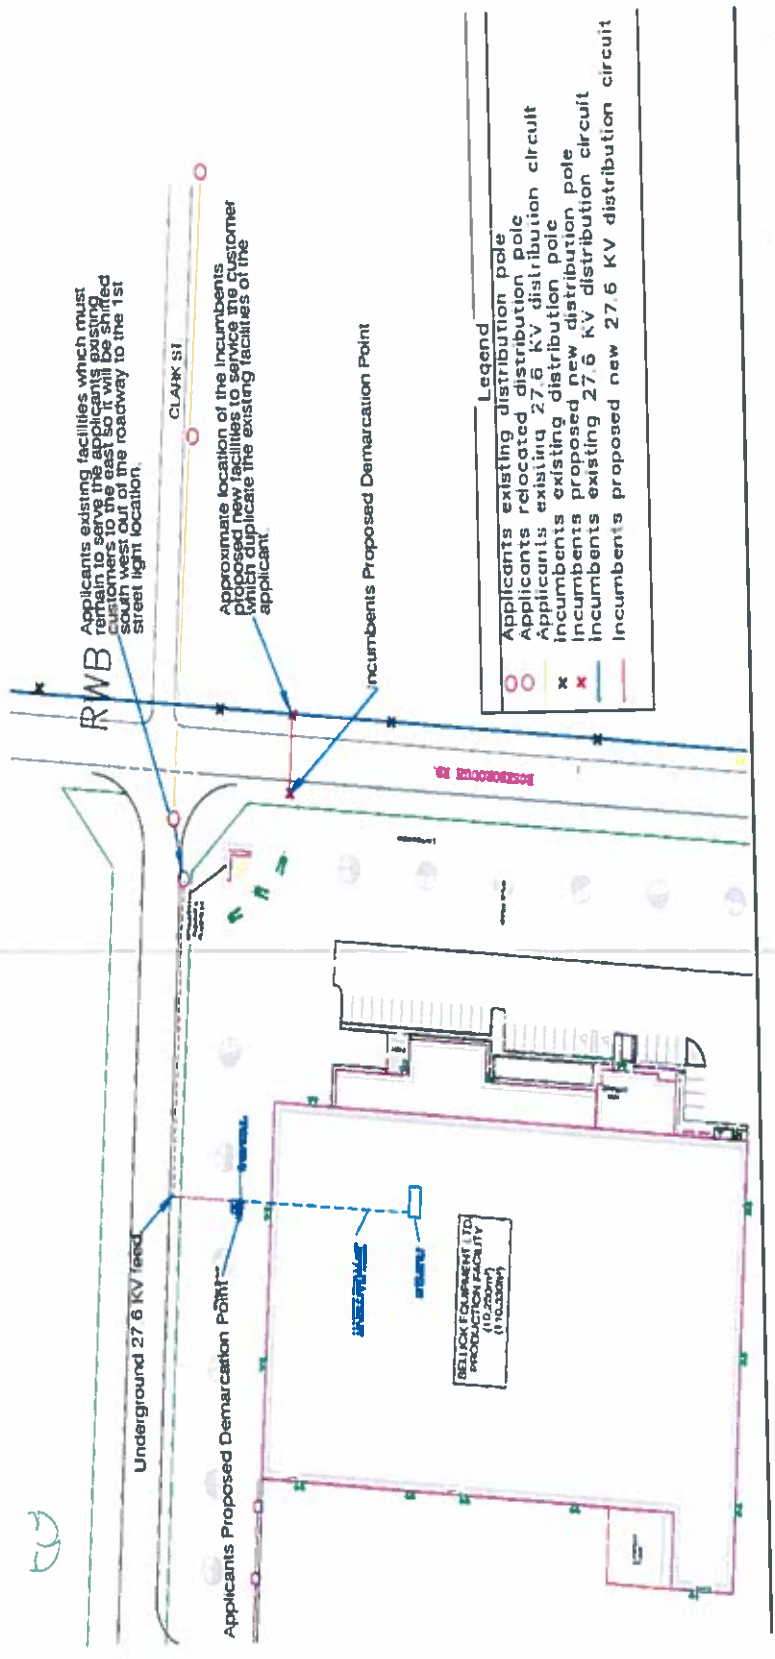 RWB
Applicants existing facilities which must
remain to serve the applicants existing
customers to the east so it will be shifted
south west out of the roadway to the 1st
street light location.
CLARK ST
Approximate location of the Incumbents
proposed new facilities to service the customer
which duplicate the existing facilities of the
applicant.
Incumbents Proposed Demarcation Point
Legend
Applicants existing distribution pole
Applicants relocated distribution pole
Applicants existing 27.6 KV distribution circuit
Incumbents existing distribution pole
Incumbents proposed new distribution pole
Incumbents existing 27.6 KV distribution circuit
Incumbents proposed new 27.6 KV distribution circuit
Underground 27 6 KV feed
Applicants Proposed Demarcation Point
BELLICK EQUIPMENT LTD.
PRODUCTION FACILITY